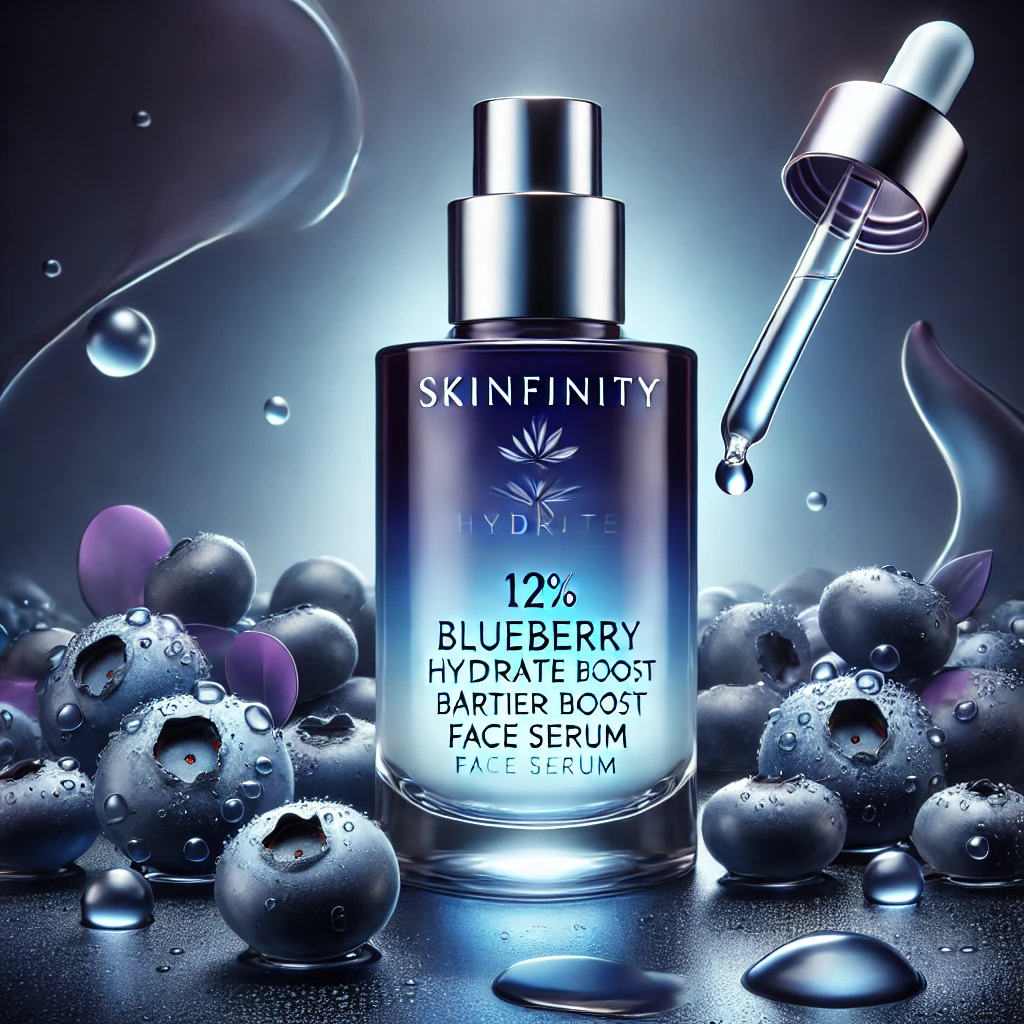 SKINFINITY
HYDRITE
12%
BLUEBERRY
HYDRATE BOOST
BARTIER BOOST
FACE SERUM
FACE SERUM